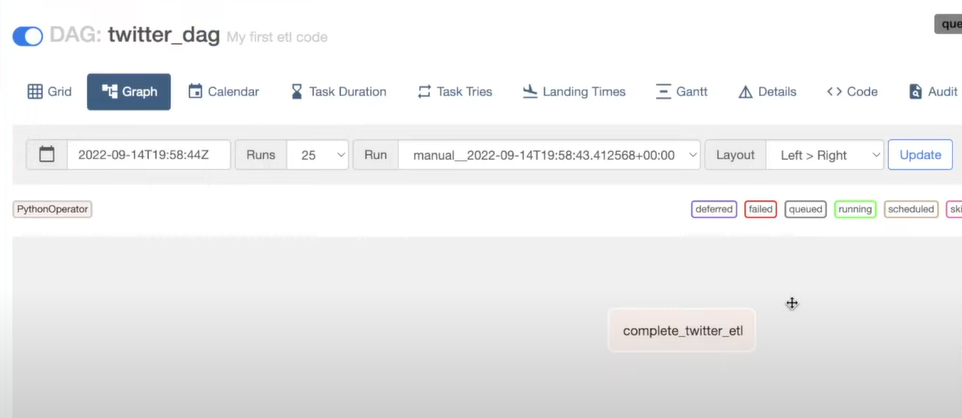 DAG: twitter_dag My first etl code
Grid Graph Calendar Task Duration Task Tries Landing Times Gantt Details <> Code Audit
2022-09-14T19:58:44Z Runs 25 Run manual__2022-09-14T19:58:43.412568+00:00 Layout Left > Right Update
PythonOperator deferred failed queued running scheduled
complete_twitter_etl